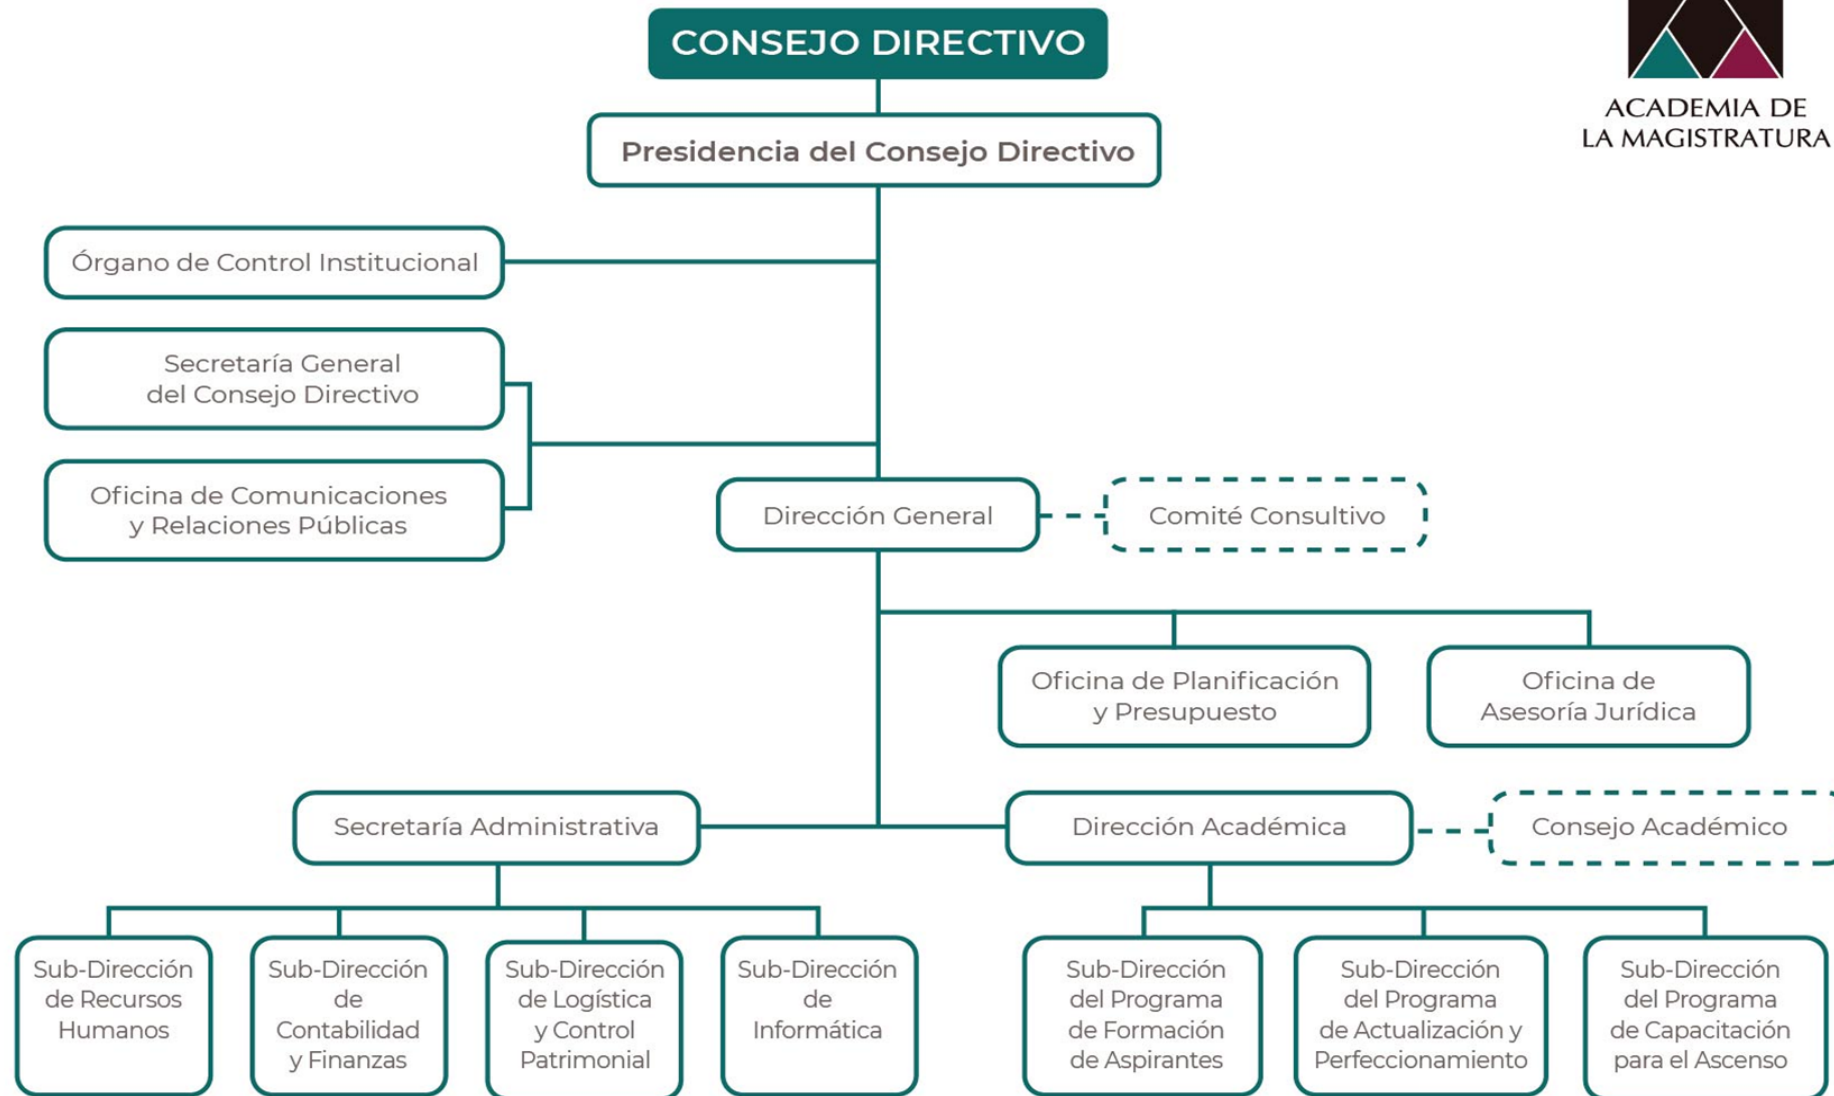 CONSEJO DIRECTIVO
ACADEMIA DE
LA MAGISTRATURA
Presidencia del Consejo Directivo
Órgano de Control Institucional
Secretaría General
del Consejo Directivo
Oficina de Comunicaciones
y Relaciones Públicas
Dirección General
Comité Consultivo
Oficina de Planificación
y Presupuesto
Oficina de
Asesoría Jurídica
Secretaría Administrativa
Dirección Académica
Consejo Académico
Sub-Dirección
de Recursos
Humanos
Sub-Dirección
de
Contabilidad
y Finanzas
Sub-Dirección
de Logística
y Control
Patrimonial
Sub-Dirección
de
Informática
Sub-Dirección
del Programa
de Formación
de Aspirantes
Sub-Dirección
del Programa
de Actualización y
Perfeccionamiento
Sub-Dirección
del Programa
de Capacitación
para el Ascenso